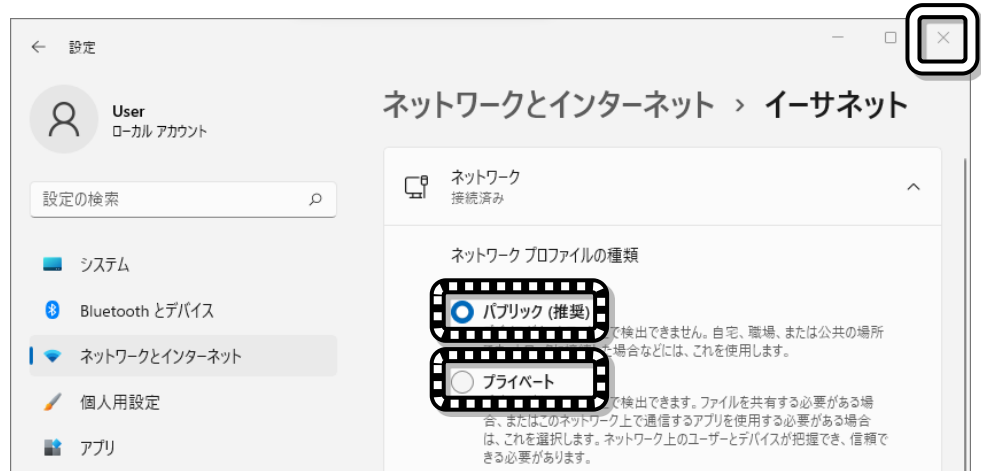 設定
User
ローカル アカウント
設定の検索
システム
Bluetooth とデバイス
ネットワークとインターネット
個人用設定
アプリ
ネットワークとインターネット › イーサネット
ネットワーク
接続済み
ネットワーク プロファイルの種類
パブリック (推奨)
で検出できません。自宅、職場、または公共の場所
場合などには、これを使用します。
プライベート
で検出できます。ファイルを共有する必要がある場
合、またはこのネットワーク上で通信するアプリを使用する必要がある場合
は、これを選択します。ネットワーク上のユーザーとデバイスが把握でき、信頼で
きる必要があります。